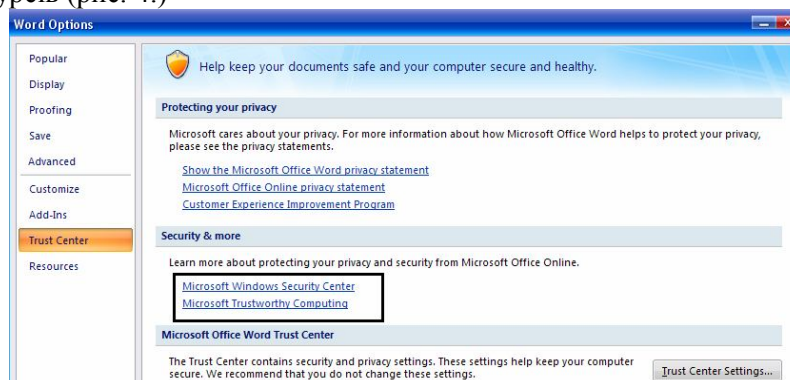 урсів (рис. 4.)
Word Options
Popular
Display
Proofing
Save
Advanced
Customize
Add-Ins
Trust Center
Resources
Help keep your documents safe and your computer secure and healthy.
Protecting your privacy
Microsoft cares about your privacy. For more information about how Microsoft Office Word helps to protect your privacy,
please see the privacy statements.
Show the Microsoft Office Word privacy statement
Microsoft Office Online privacy statement
Customer Experience Improvement Program
Security & more
Learn more about protecting your privacy and security from Microsoft Office Online.
Microsoft Windows Security Center
Microsoft Trustworthy Computing
Microsoft Office Word Trust Center
The Trust Center contains security and privacy settings. These settings help keep your computer
secure. We recommend that you do not change these settings.
Trust Center Settings...